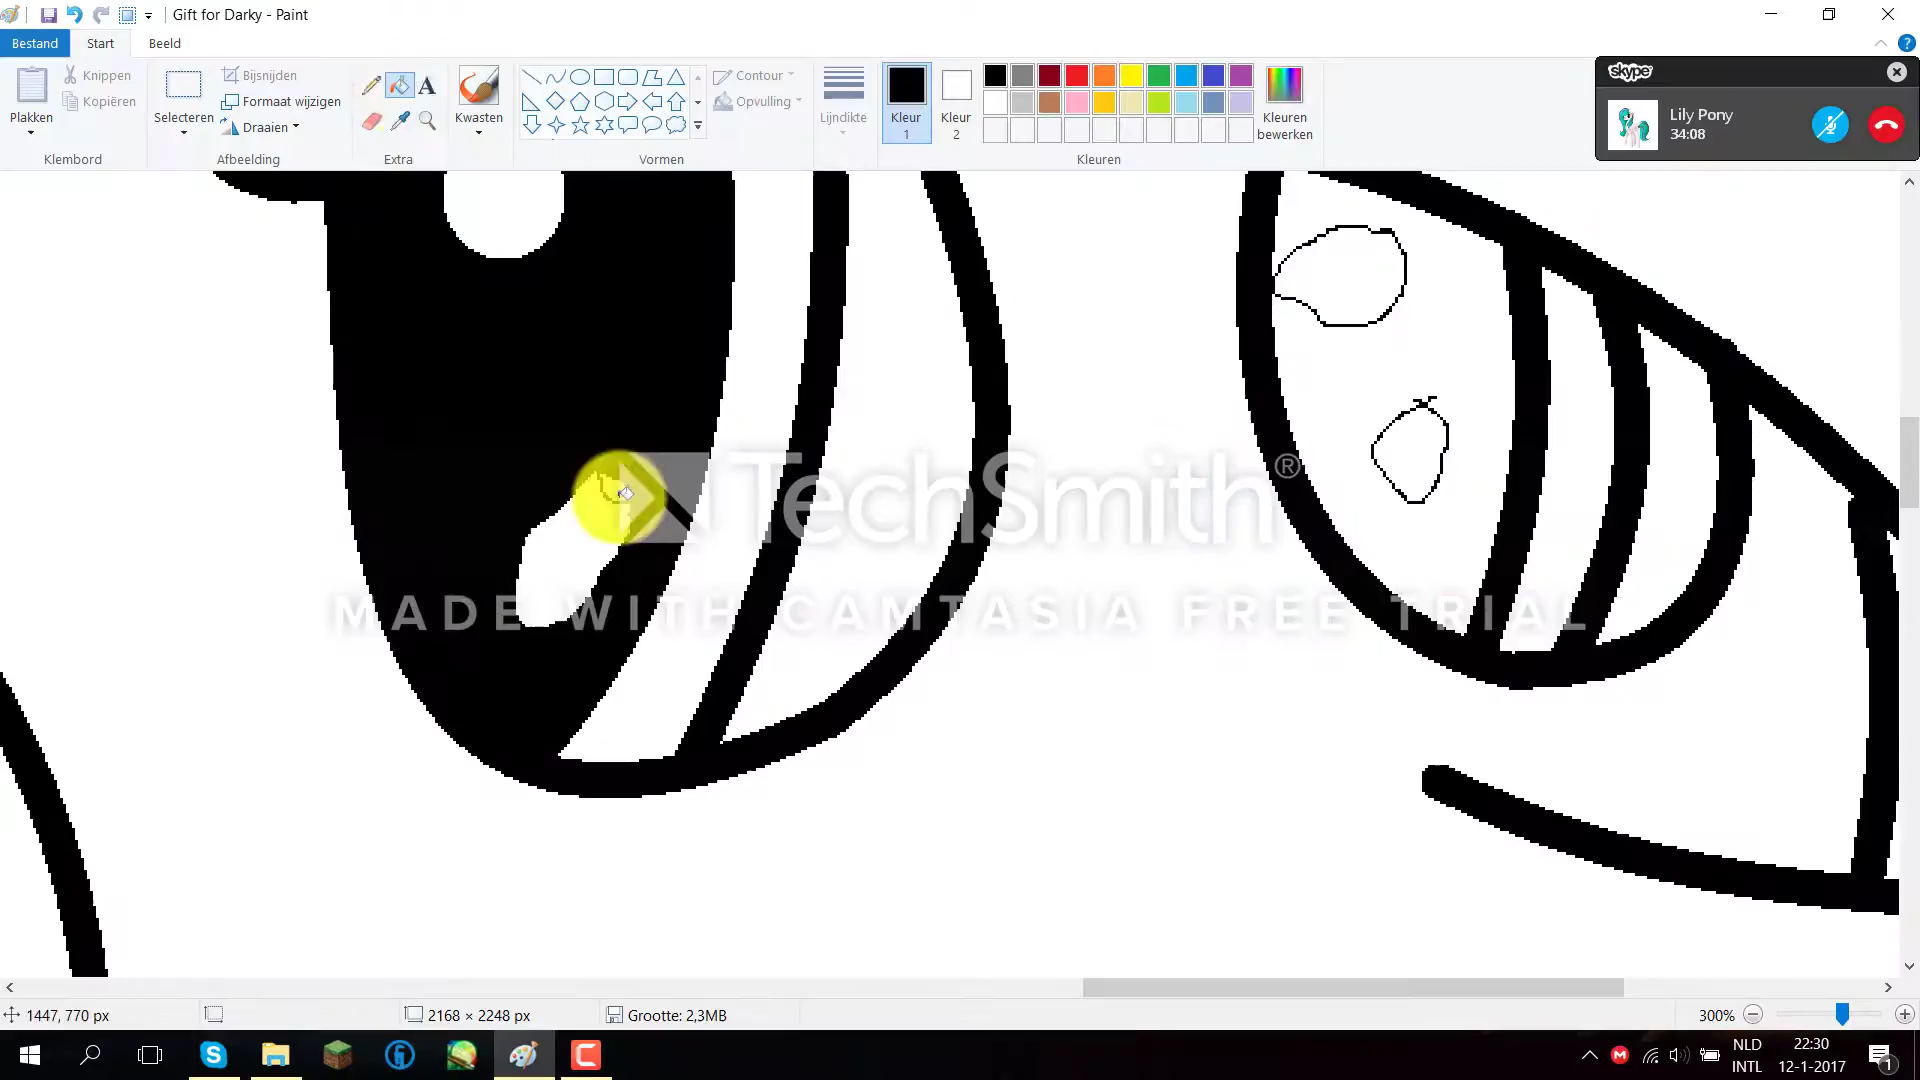 Gift for Darky - Paint
Bestand Start Beeld
Plakken
Knippen
Kopiëren
Klembord
Selecteren
Bijsnijden
Formaat wijzigen
Draaien
Afbeelding
A
Extra
Kwasten
Vormen
Contour
Opvulling
Lijndikte
Kleur
1
Kleur
2
Kleuren
bewerken
Kleuren
skype
Lily Pony
34:08
TechSmith®
MADE WITH CAMTASIA FREE TRIAL
1447, 770 px
2168 × 2248 px
Grootte: 2,3MB
300%
NLD
INTL
22:30
12-1-2017
1